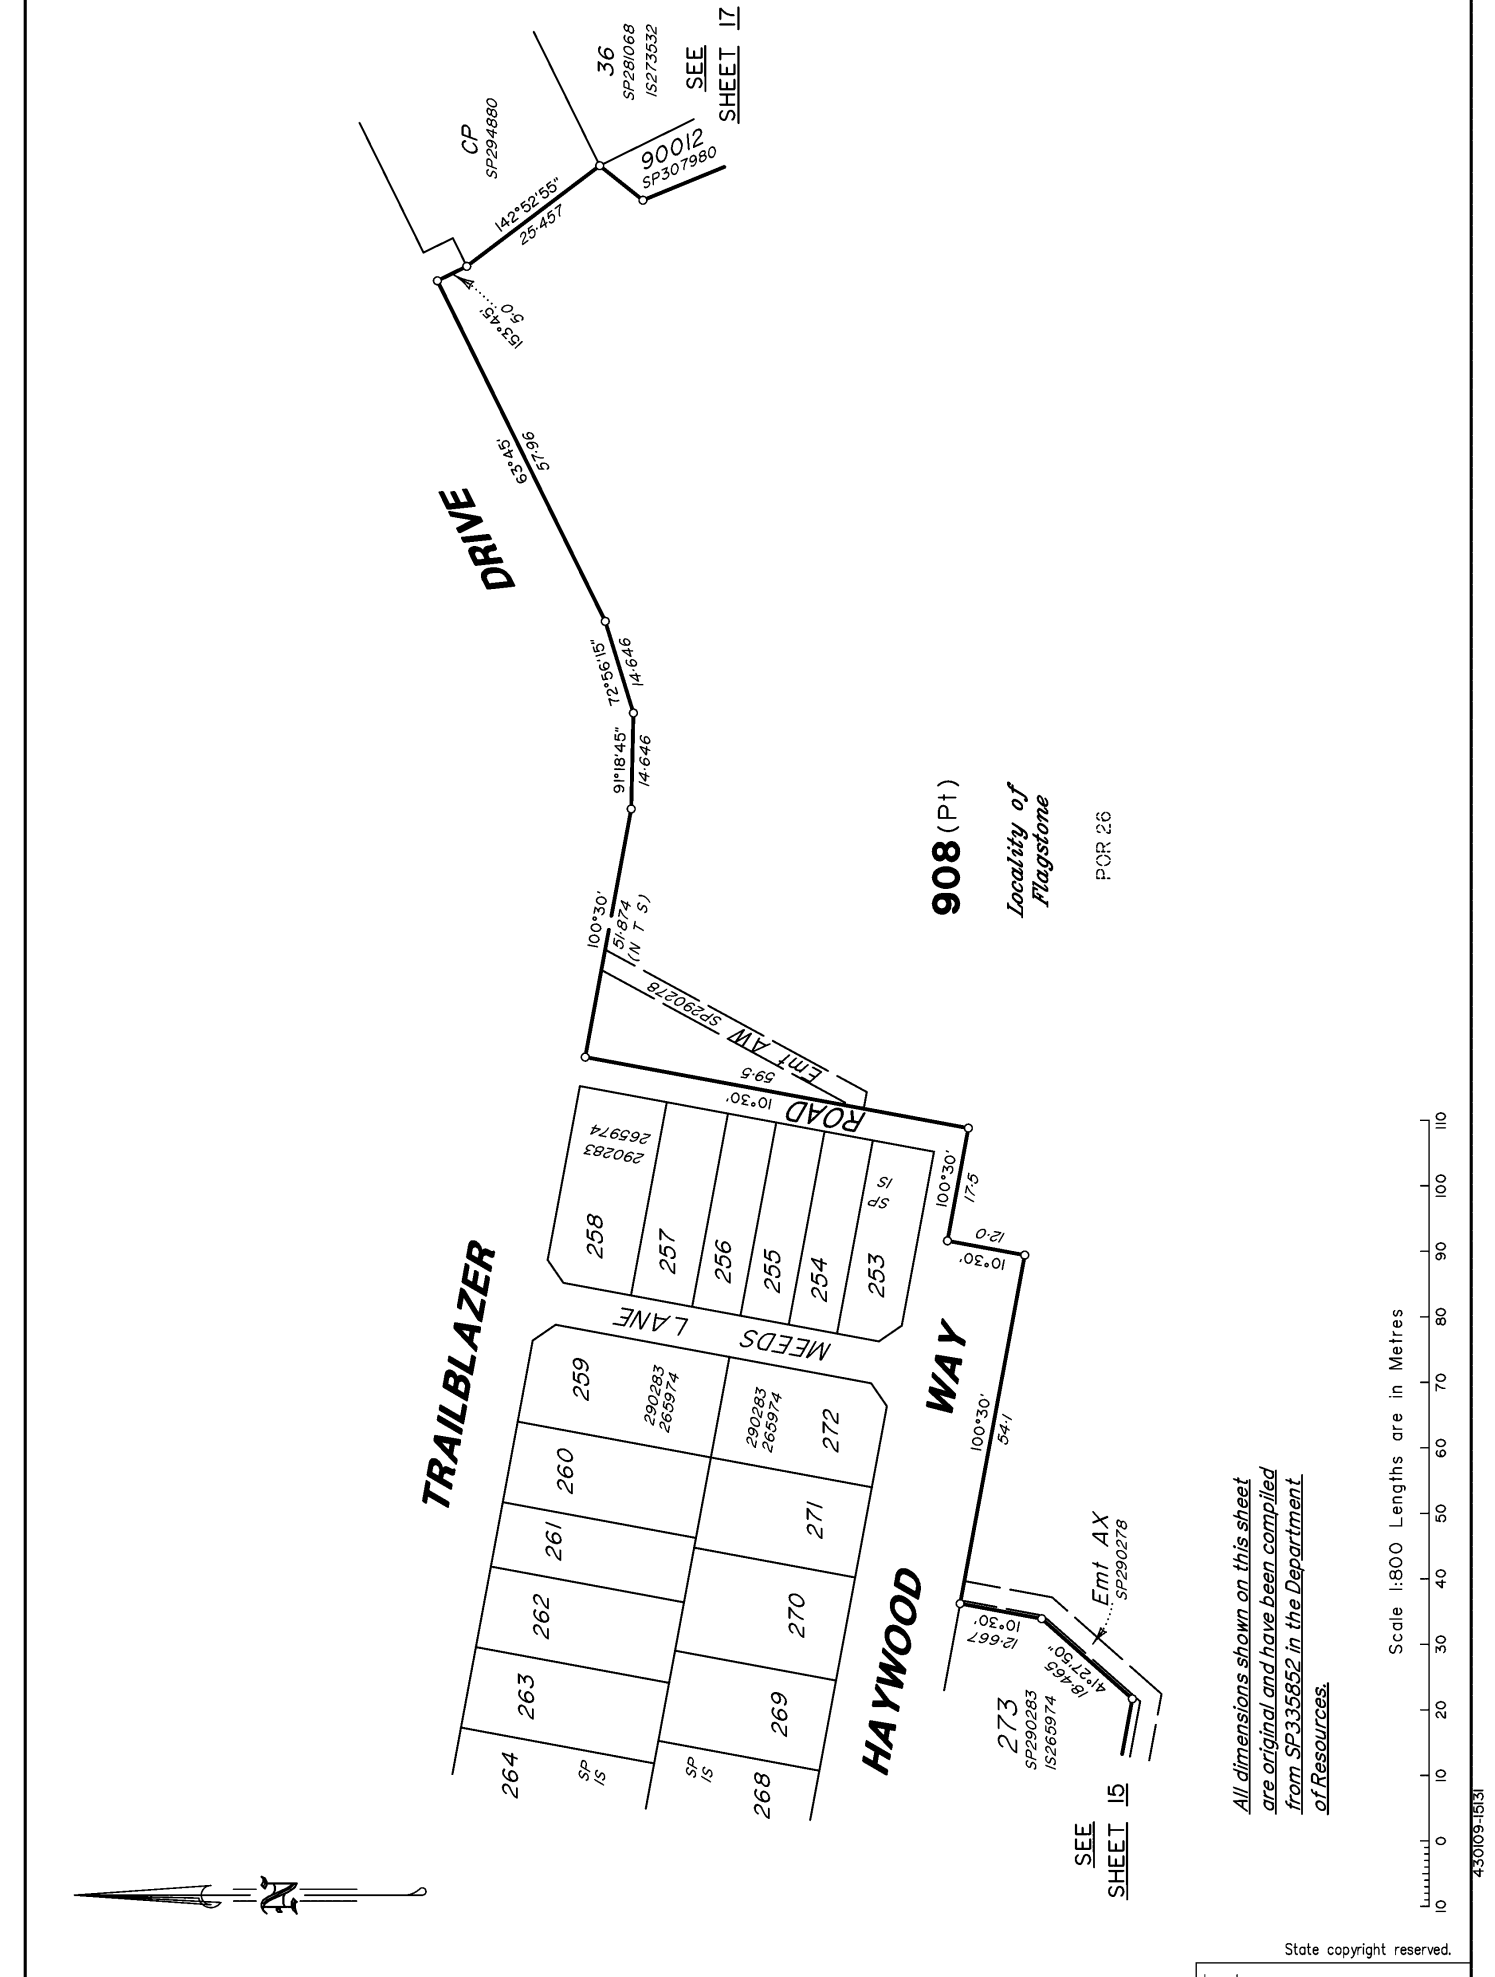 SEE
SHEET 17
36
SP281068
IS273532
CP
SP294880
90012
SP307980
142°52'55"
25·457
153°45'
5·0
63°45'
57·96
DRIVE
72°56'15"
14·646
91°18'45"
14·646
100°30'
51·874
(N T S)
Emt AW SP290278
59·5
10°30'
ROAD
908 (Pt)
Locality of
Flagstone
POR 26
TRAILBLAZER
258
290283
265974
257
256
255
254
253
SP
IS
100°30'
17·5
12·0
10°30'
MEEDS LANE
259
290283
265974
260
261
262
263
264
SP
IS
290283
265974
272
271
270
269
268
SP
IS
HAYWOOD WAY
100°30'
54·1
12·667
10°30'
18·465
41°27'50"
Emt AX
SP290278
273
SP290283
IS265974
SEE
SHEET 15
All dimensions shown on this sheet
are original and have been compiled
from SP335852 in the Department
of Resources.
Scale 1:800 Lengths are in Metres
10 0 10 20 30 40 50 60 70 80 90 100 110
N
430109-15131
State copyright reserved.